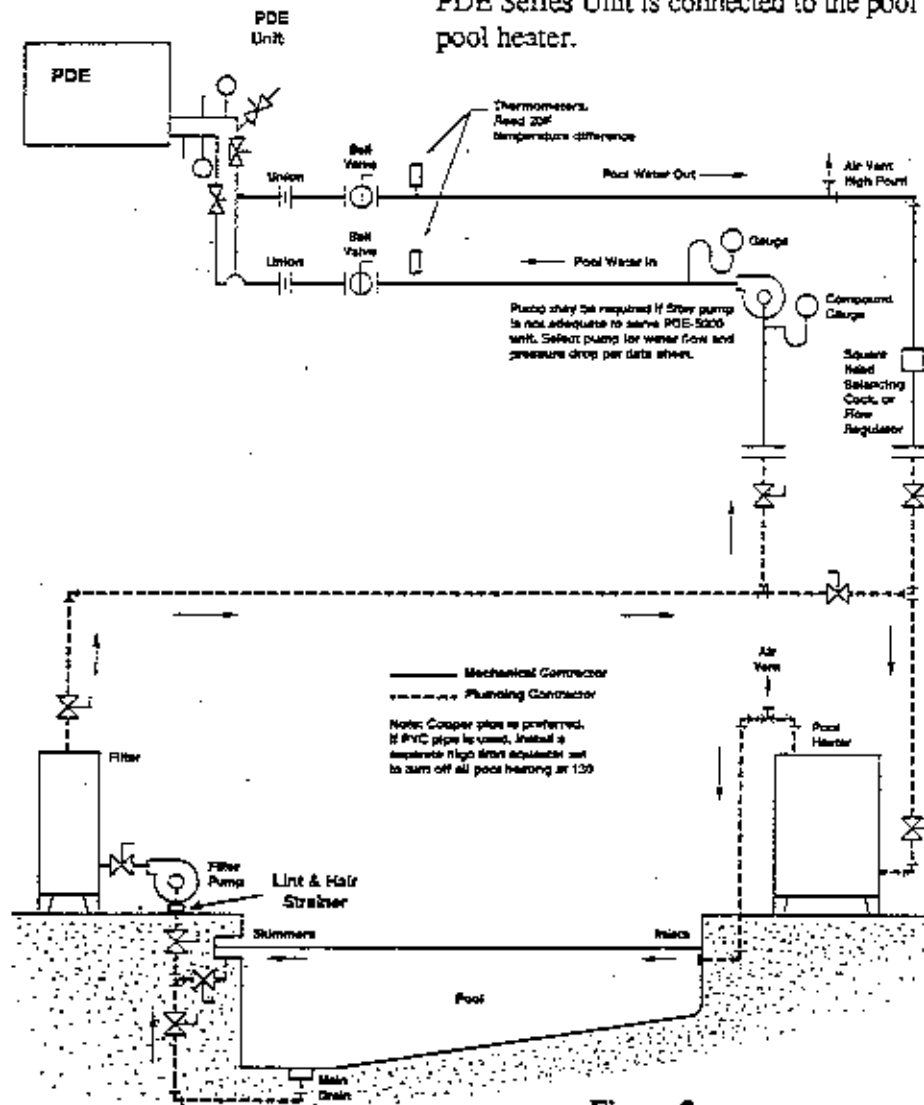 PDE Series Unit is connected to the pool
pool heater.
PDE
Unit
PDE
Thermometers.
Read 20F
temperature difference
Union
Ball
Valve
Pool Water Out
Air Vent
High Point
Union
Ball
Valve
Pool Water In
Gauge
Compound
Gauge
Pump may be required if filter pump
is not adequate to serve PDE-5000
unit. Select pump for water flow and
pressure drop per data sheet.
Square
Head
Balancing
Cock, or
Flow
Regulator
Mechanical Contractor
Plumbing Contractor
Note: Copper pipe is preferred.
If PVC pipe is used, install a
separate high limit
to turn off all pool heating at 130
Air
Vent
Pool
Heater
Filter
Filter
Pump
Lint & Hair
Strainer
Skimmers
Inlets
Pool
Main
Drain